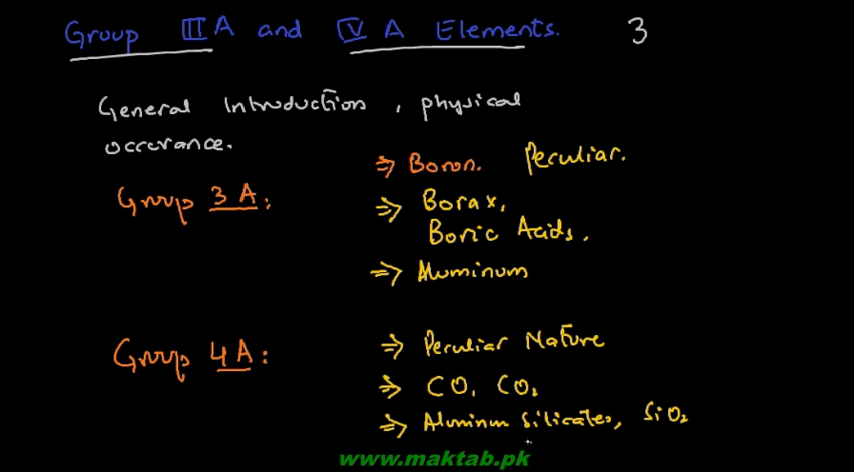 Group III A and IV A Elements. 3
General Introduction, physical
occurance.
⇒ Boron. Peculiar.
Group 3 A:
⇒ Borax,
Boric Acids.
⇒ Aluminum
Group 4 A:
⇒ Peculiar Nature
⇒ CO, CO₂
⇒ Aluminum Silicates, SiO₂
www.maktab.pk